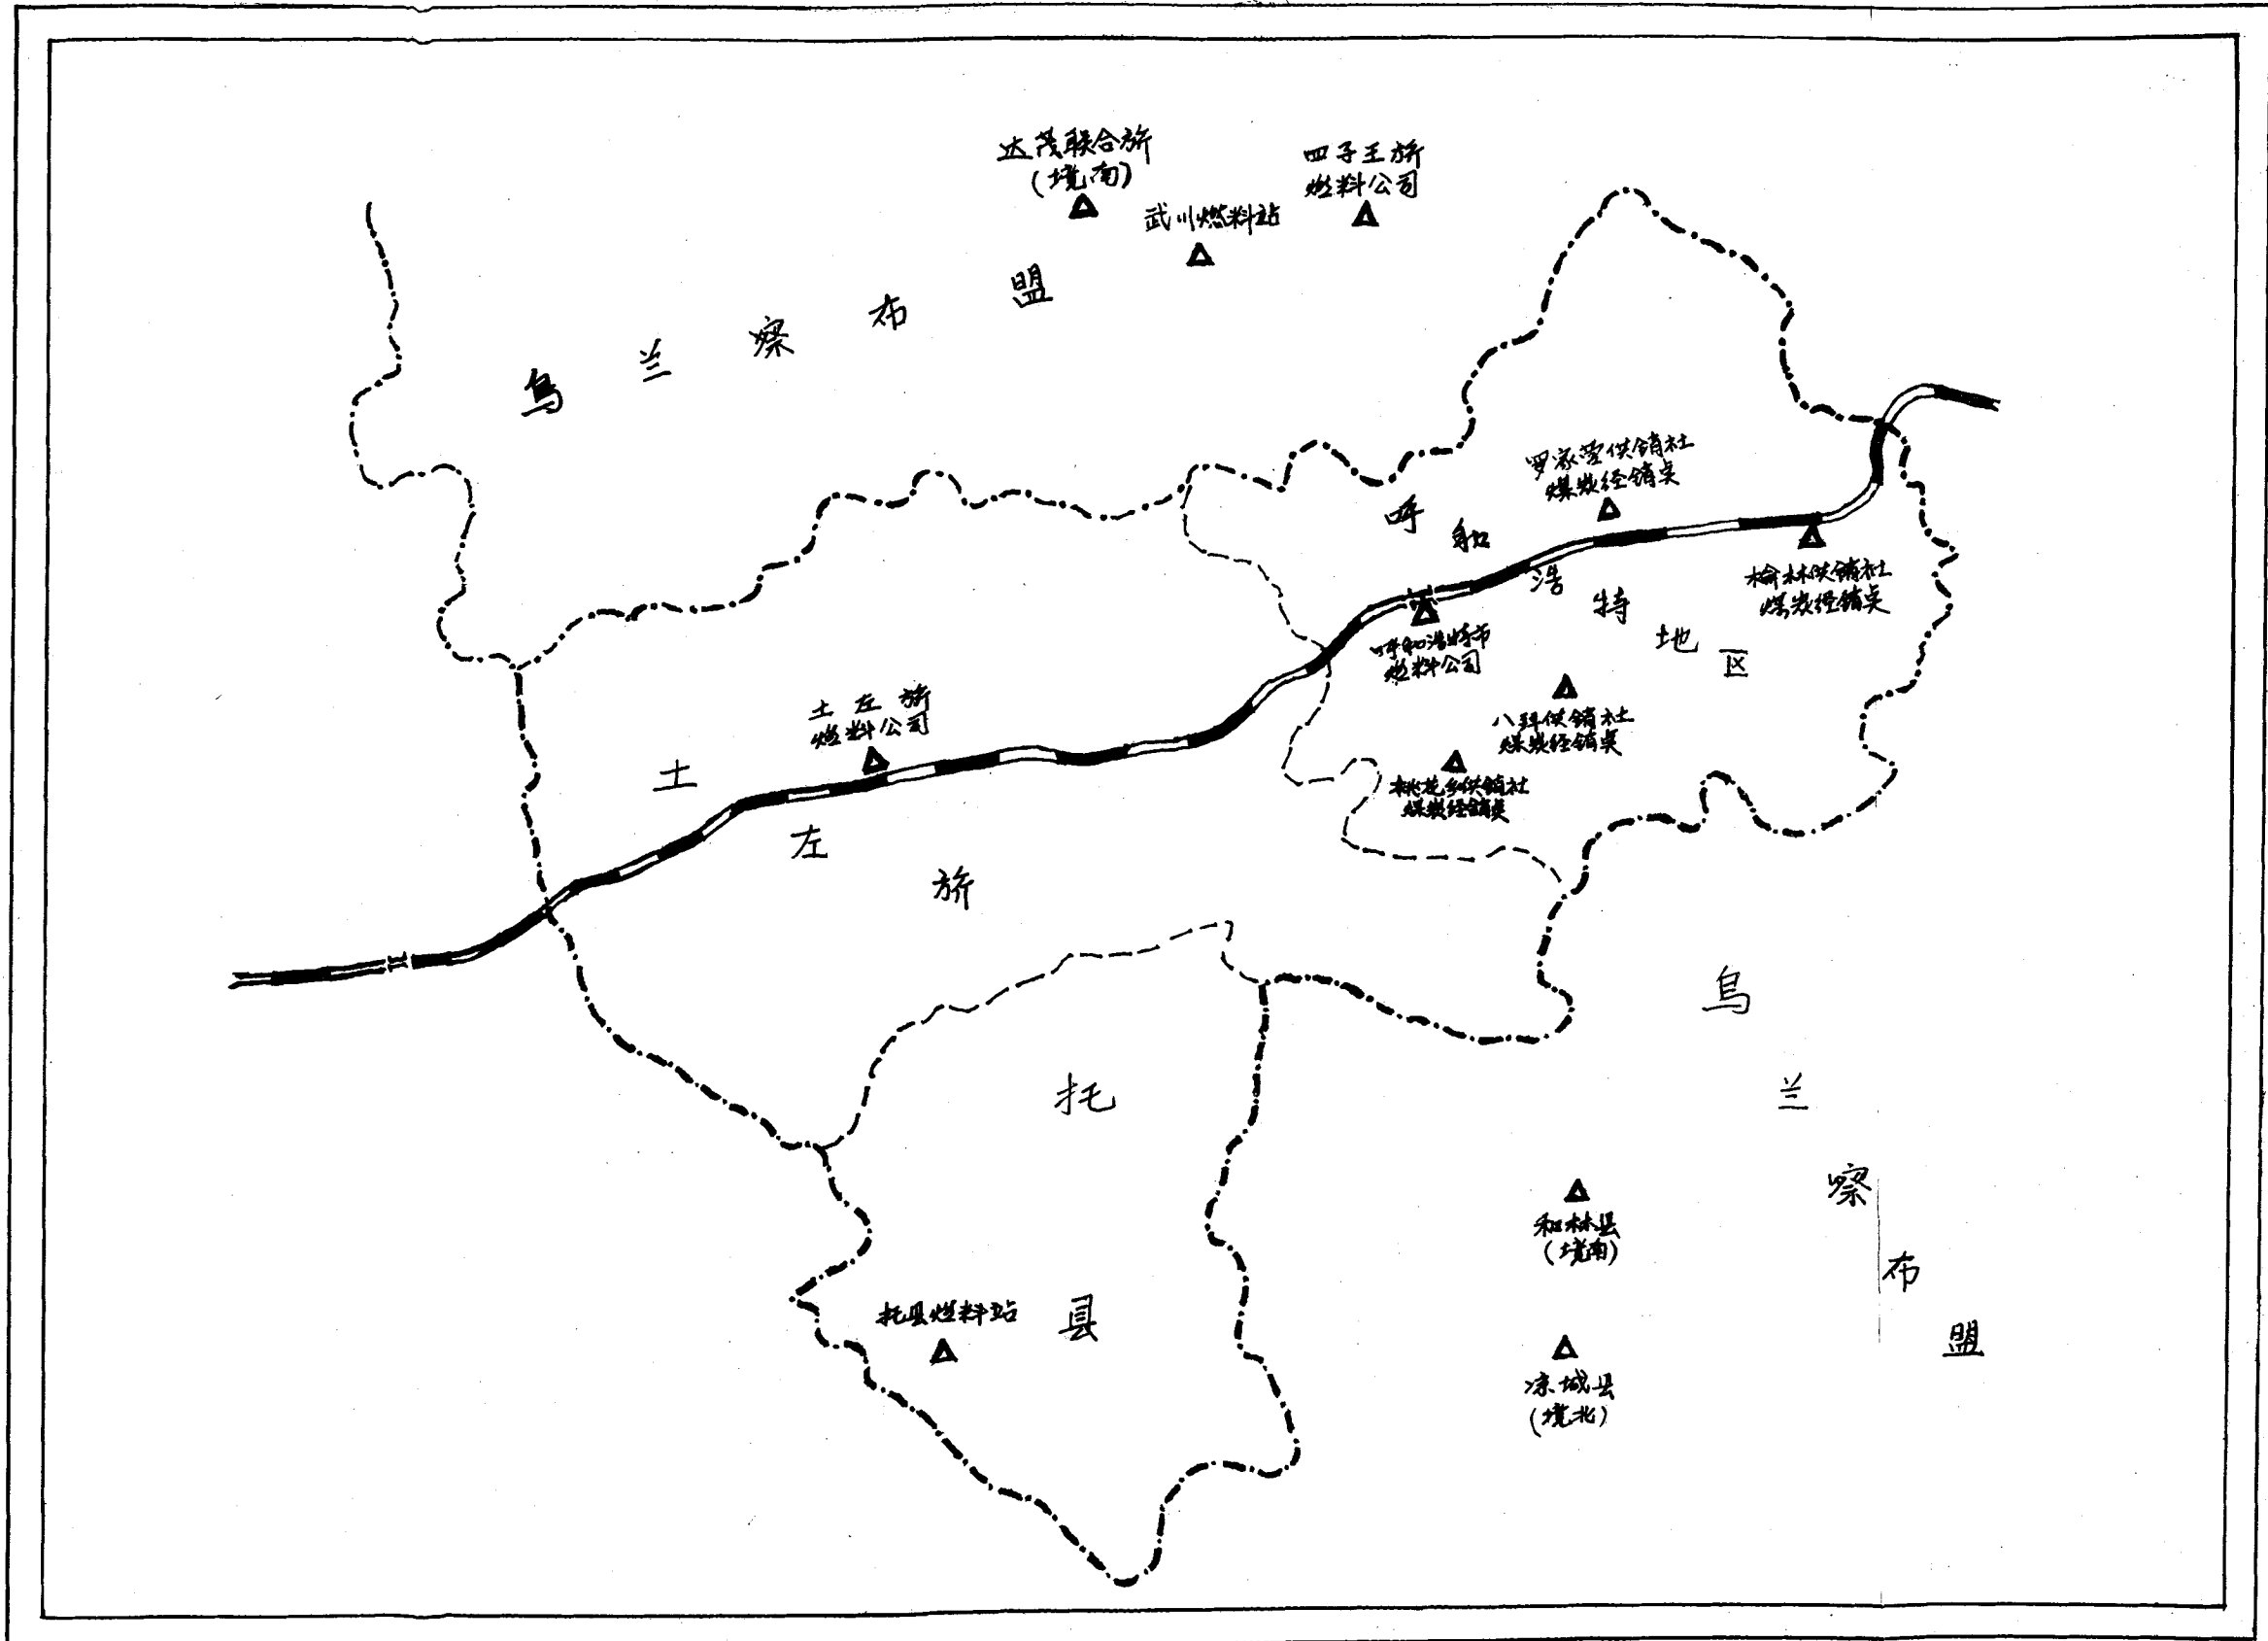 达茂联合旂
(境南)
四子王旂
燃料公司
武川燃料站
乌兰察布盟
罗家营供销社
煤炭经销点
呼和浩特地区
榆林供销社
煤炭经销点
呼和浩特市
燃料公司
土左旂
燃料公司
八拜供销社
煤炭经销点
桃花乡供销社
煤炭经销点
土左旂
乌兰察布盟
托县
和林县
(境南)
托县燃料站
凉城县
(境北)